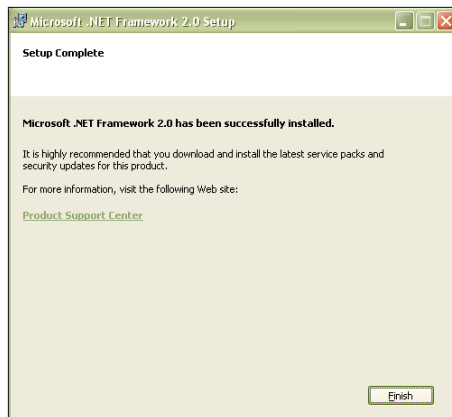 Microsoft .NET Framework 2.0 Setup
Setup Complete
Microsoft .NET Framework 2.0 has been successfully installed.
It is highly recommended that you download and install the latest service packs and
security updates for this product.
For more information, visit the following Web site:
Product Support Center
Finish